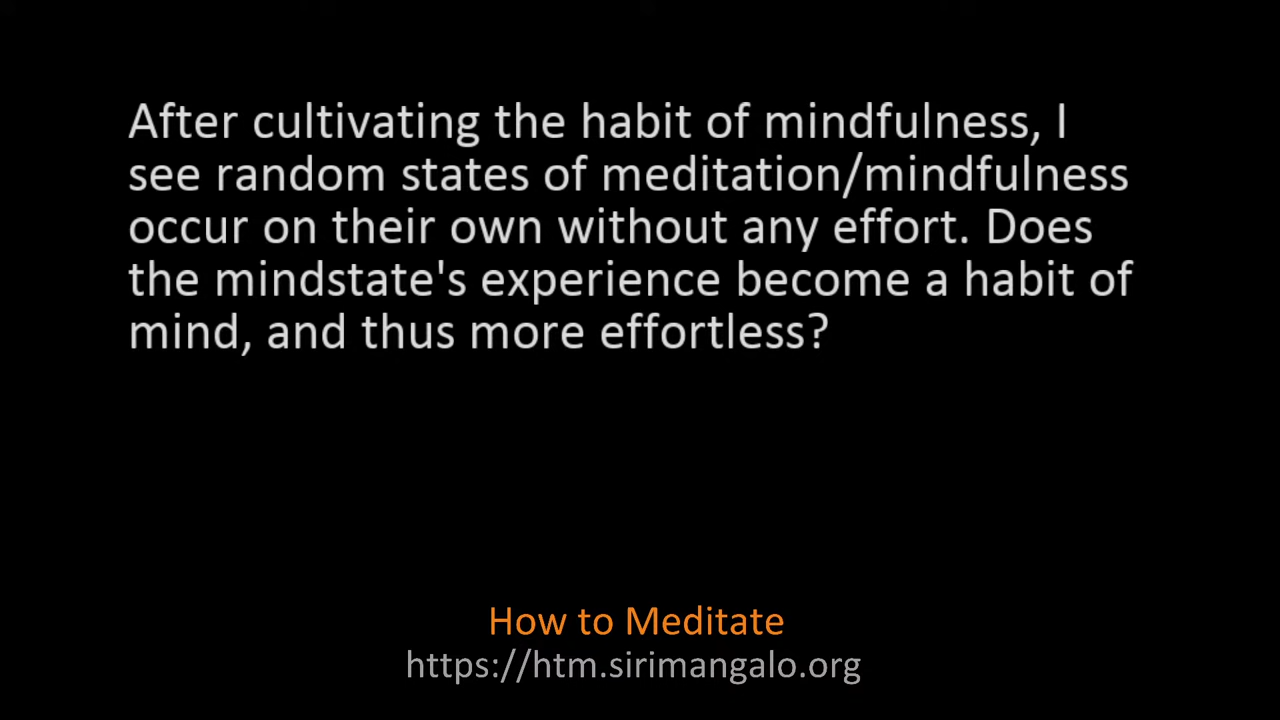 After cultivating the habit of mindfulness, I
see random states of meditation/mindfulness
occur on their own without any effort. Does
the mindstate's experience become a habit of
mind, and thus more effortless?
How to Meditate
https://htm.sirimangalo.org